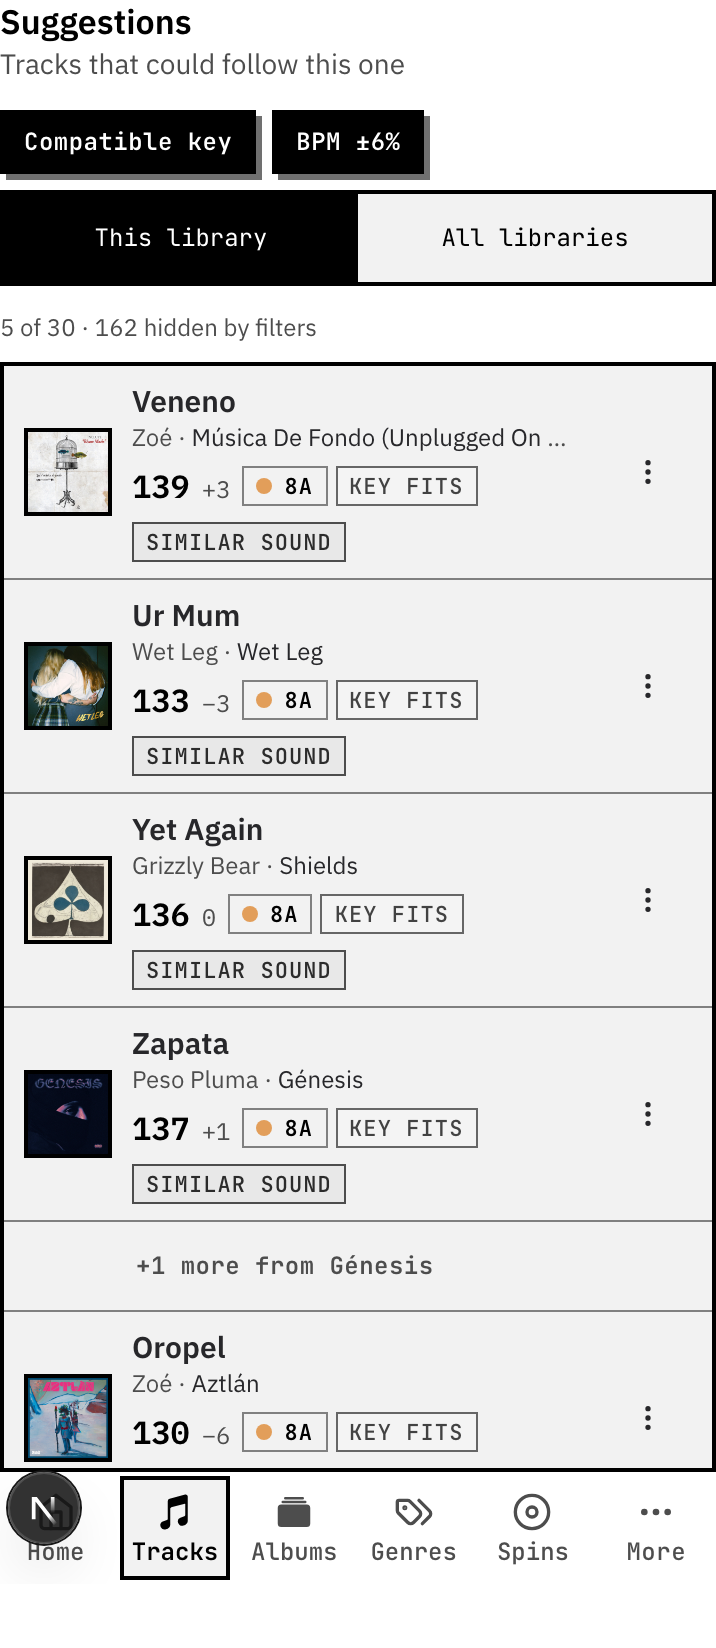 Suggestions
Tracks that could follow this one
Compatible key
BPM ±6%
This library
All libraries
5 of 30 · 162 hidden by filters
Veneno
Zoé · Música De Fondo (Unplugged On ...
139 +3 8A KEY FITS
SIMILAR SOUND
Ur Mum
Wet Leg · Wet Leg
WET LEG
133 −3 8A KEY FITS
SIMILAR SOUND
Yet Again
Grizzly Bear · Shields
136 0 8A KEY FITS
SIMILAR SOUND
Zapata
Peso Pluma · Génesis
GENESIS
137 +1 8A KEY FITS
SIMILAR SOUND
+1 more from Génesis
Oropel
Zoé · Aztlán
AZTLÁN
130 −6 8A KEY FITS
N
Home
Tracks
Albums
Genres
Spins
More